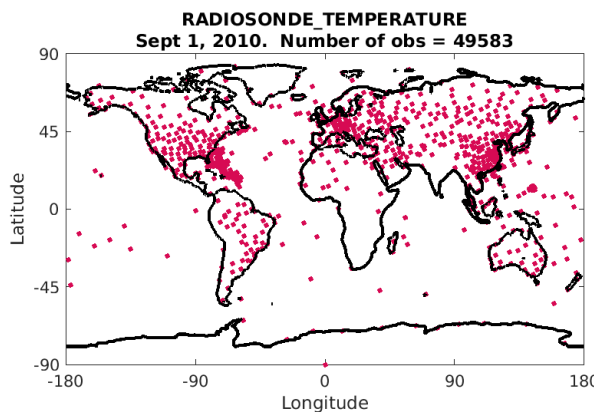 RADIOSONDE_TEMPERATURE
Sept 1, 2010.  Number of obs = 49583
90
45
0
-45
-90
Latitude
-180
-90
0
90
180
Longitude